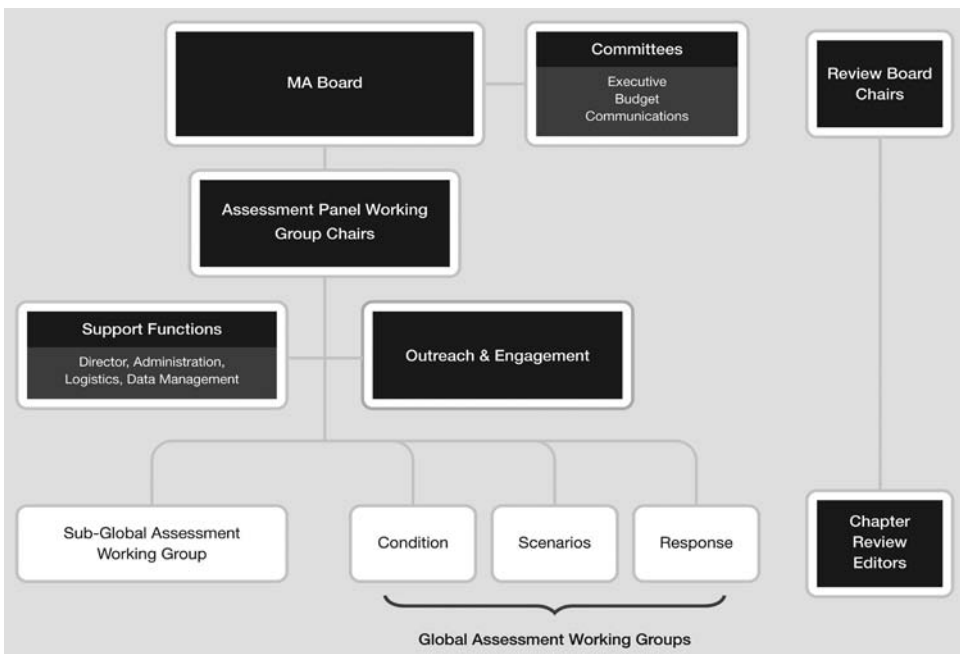 MA Board
Committees
Executive
Budget
Communications
Review Board
Chairs
Assessment Panel Working
Group Chairs
Support Functions
Director, Administration,
Logistics, Data Management
Outreach & Engagement
Sub-Global Assessment
Working Group
Condition
Scenarios
Response
Chapter
Review
Editors
Global Assessment Working Groups